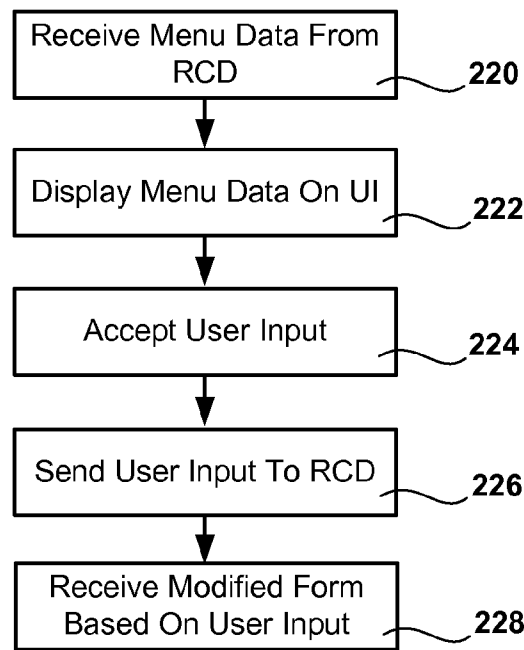 Receive Menu Data From
RCD
220
Display Menu Data On UI
222
Accept User Input
224
Send User Input To RCD
226
Receive Modified Form
Based On User Input
228